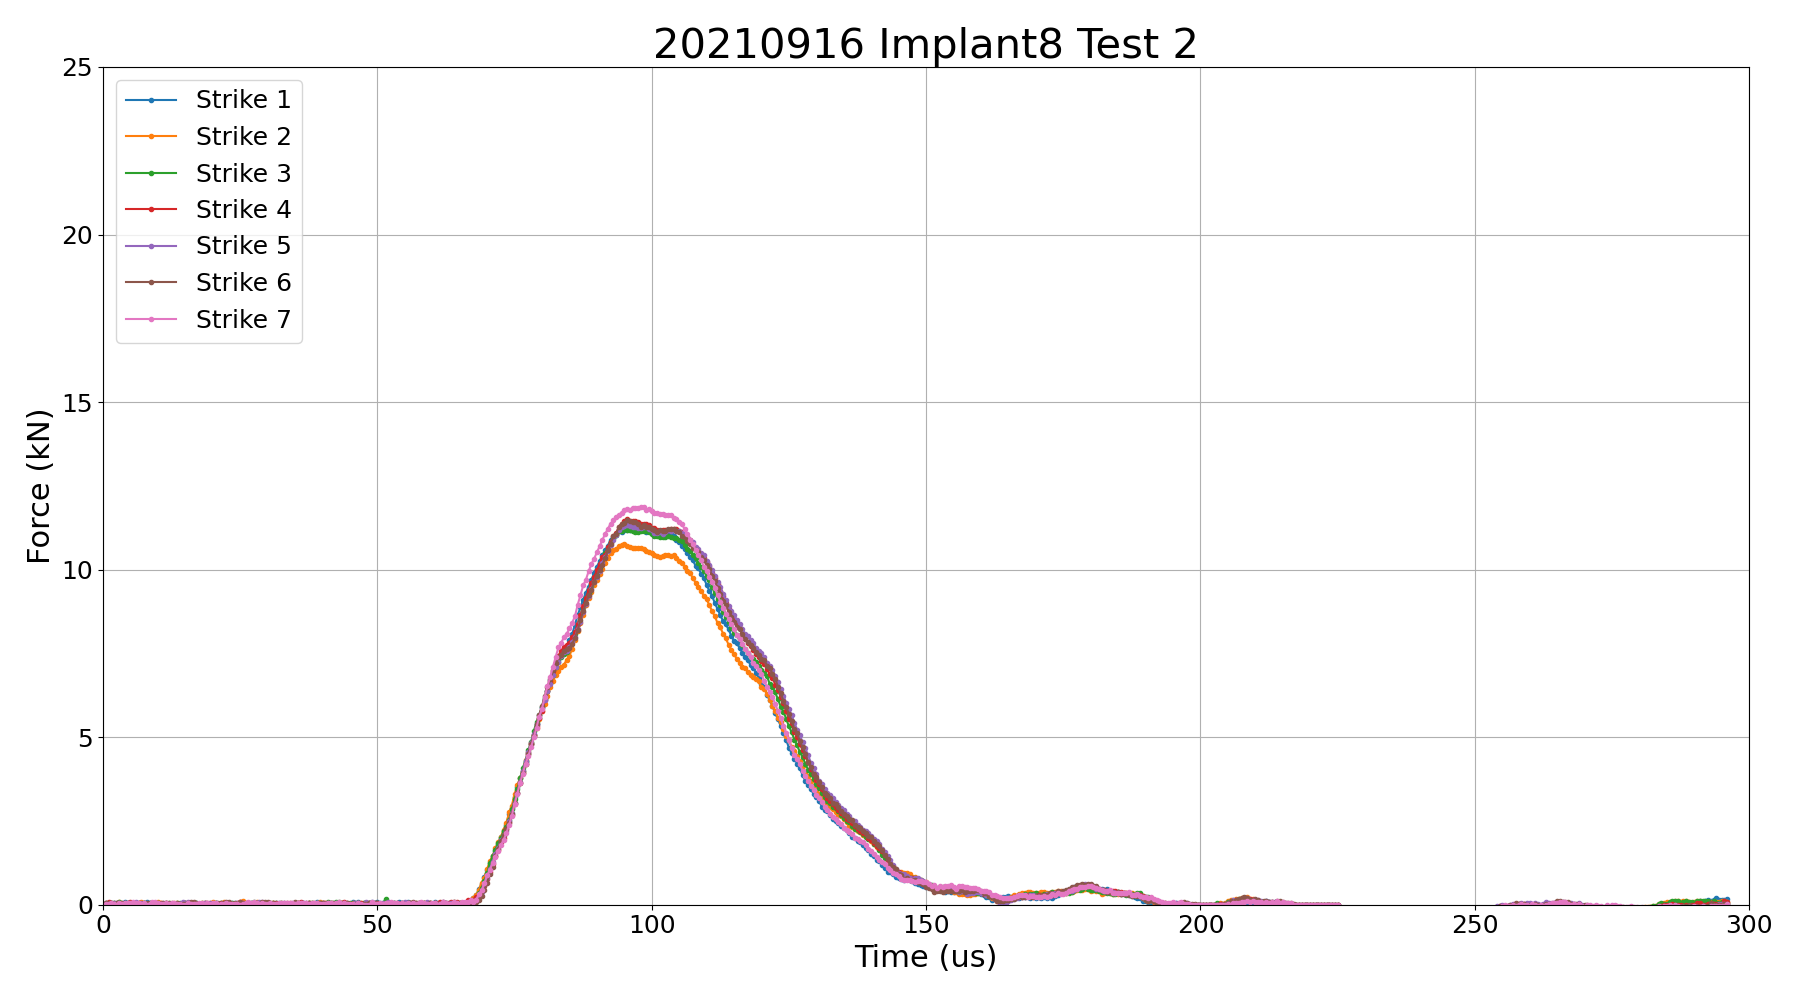 20210916 Implant8 Test 2
25
20
15
10
5
0
Force (kN)
Strike 1
Strike 2
Strike 3
Strike 4
Strike 5
Strike 6
Strike 7
0 50 100 150 200 250 300
Time (us)